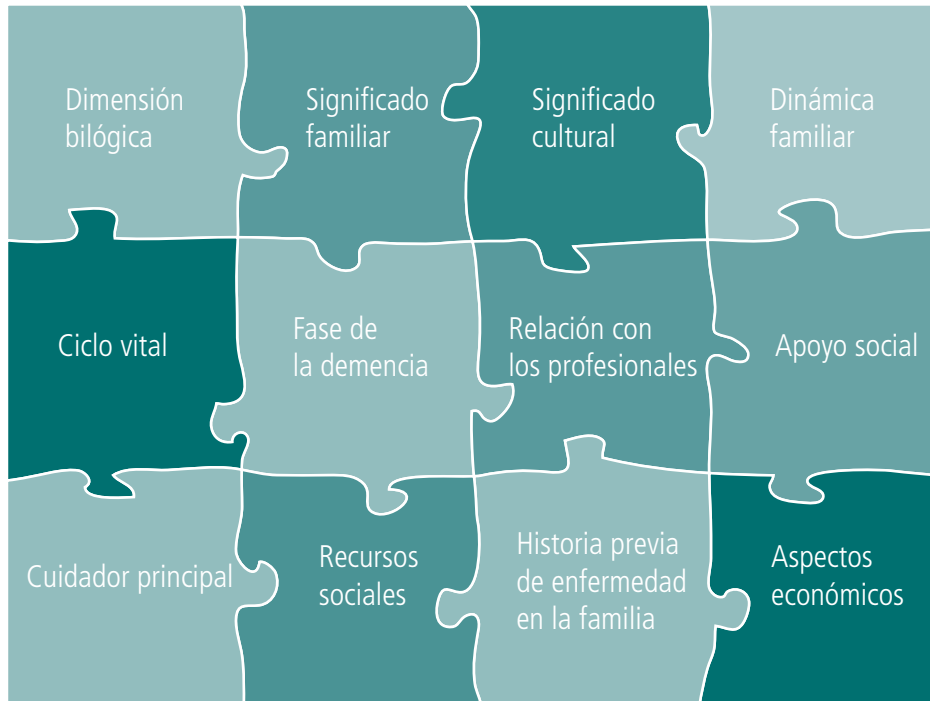 Dimensión
bilógica
Significado
familiar
Significado
cultural
Dinámica
familiar
Ciclo vital
Fase de
la demencia
Relación con
los profesionales
Apoyo social
Cuidador principal
Recursos
sociales
Historia previa
de enfermedad
en la familia
Aspectos
económicos